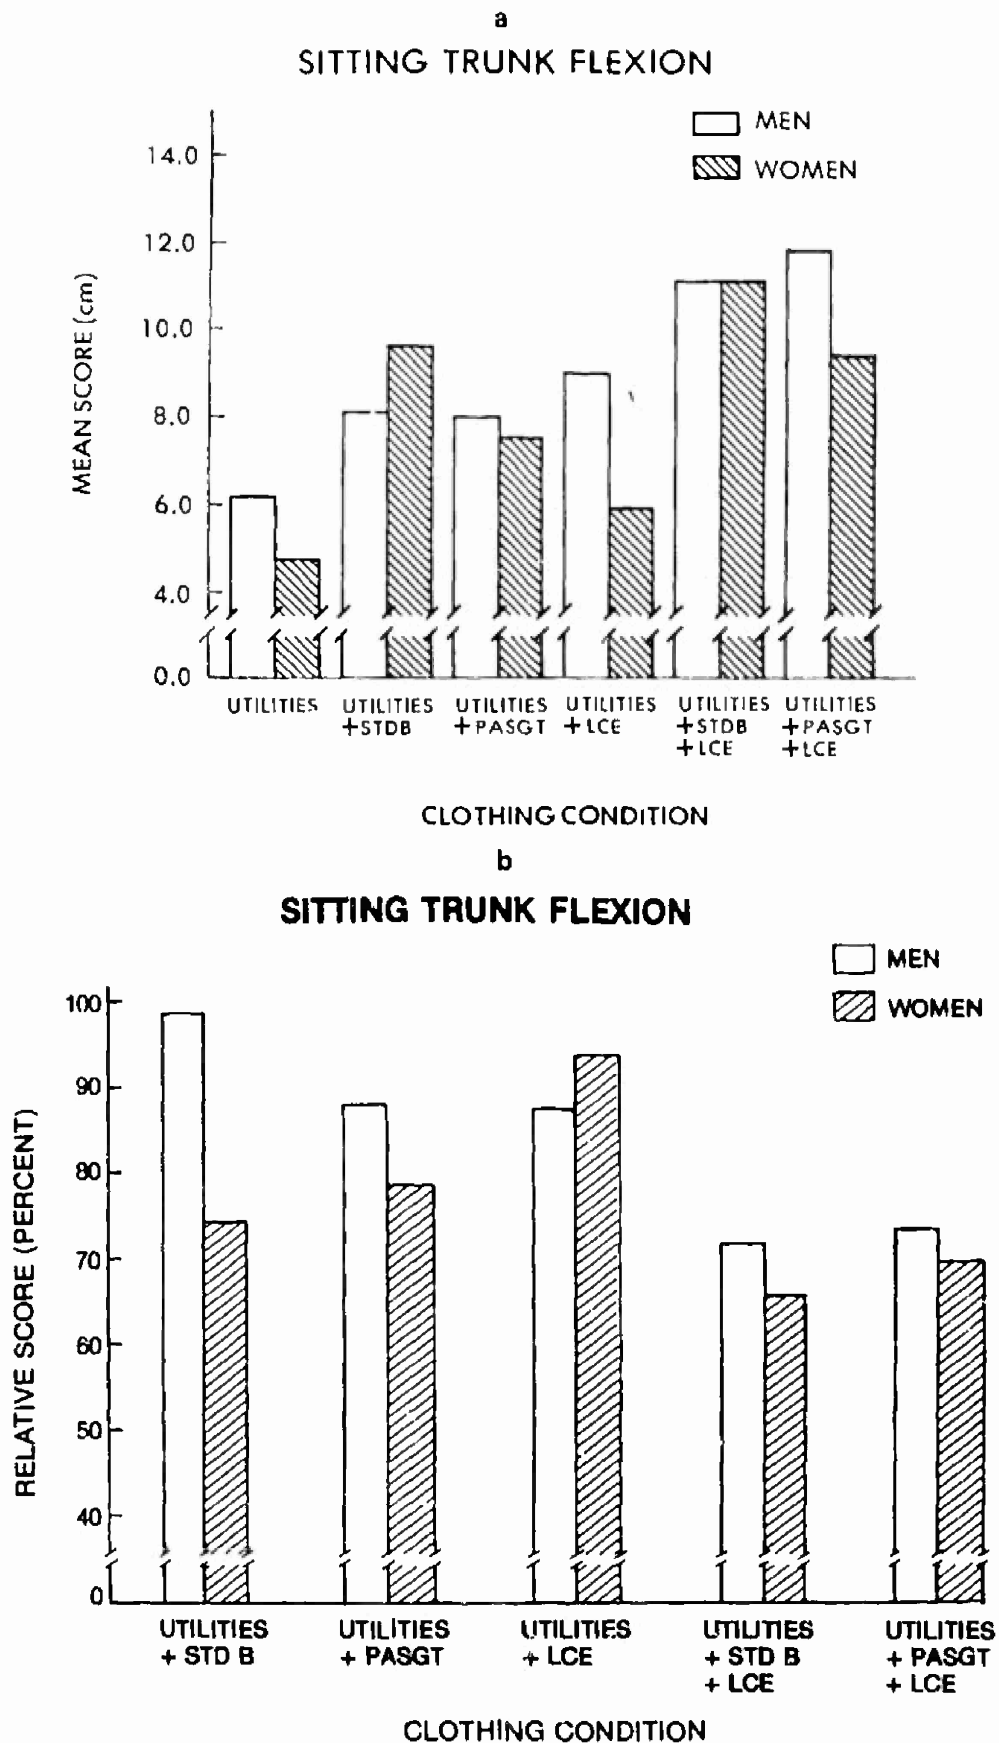 a
SITTING TRUNK FLEXION
MEN
WOMEN
14.0
12.0
10.0
8.0
6.0
4.0
0.0
MEAN SCORE (cm)
UTILITIES
UTILITIES
+STDB
UTILITIES
+PASGT
UTILITIES
+LCE
UTILITIES
+STDB
+LCE
UTILITIES
+PASGT
+LCE
CLOTHING CONDITION
b
SITTING TRUNK FLEXION
MEN
WOMEN
100
90
80
70
60
50
40
0
RELATIVE SCORE (PERCENT)
UTILITIES
+ STD B
UTILITIES
+ PASGT
UTILITIES
+ LCE
UTILITIES
+ STD B
+ LCE
UTILITIES
+ PASGT
+ LCE
CLOTHING CONDITION